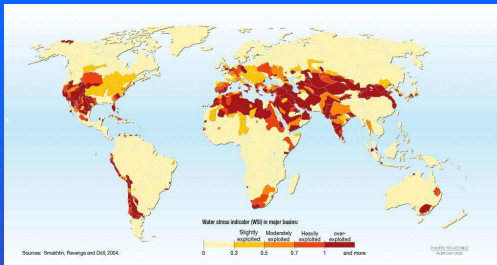 Water stress indicator (WSI) in major basins:
Slightly exploited
Moderately exploited
Heavily exploited
over-exploited
0 0.3 0.5 0.7 1 and more
Sources: Smakhtin, Revenga and Döll, 2004.